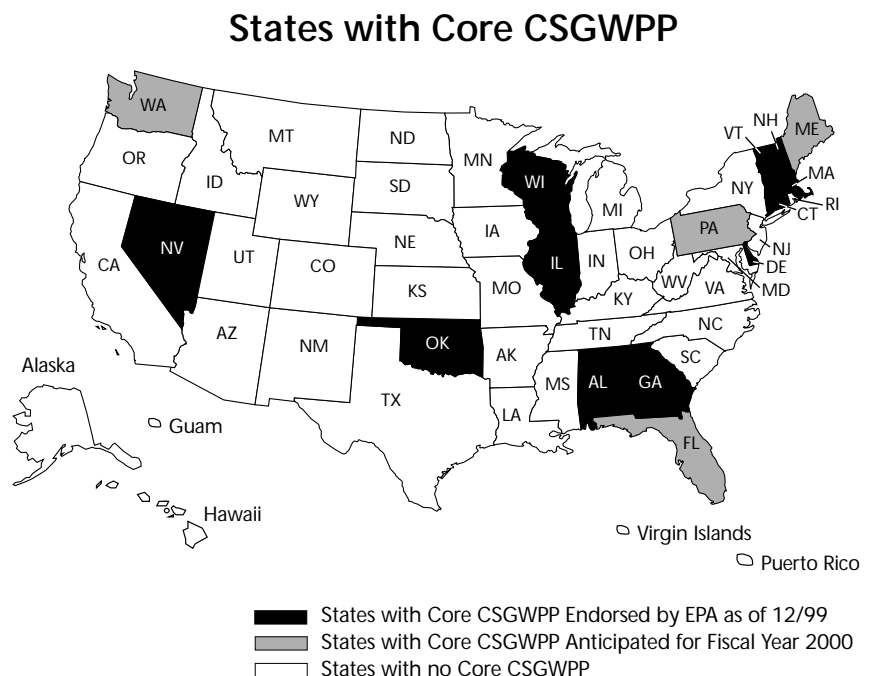 States with Core CSGWPP
WA
MT
ND
MN
OR
ID
WY
SD
WI
MI
NY
VT
NH
ME
MA
RI
CT
NV
UT
CO
NE
IA
IL
IN
OH
PA
NJ
DE
MD
CA
KS
MO
KY
WV
VA
AZ
NM
OK
AK
TN
NC
SC
TX
LA
MS
AL
GA
FL
Alaska
Guam
Hawaii
Virgin Islands
Puerto Rico
States with Core CSGWPP Endorsed by EPA as of 12/99
States with Core CSGWPP Anticipated for Fiscal Year 2000
States with no Core CSGWPP